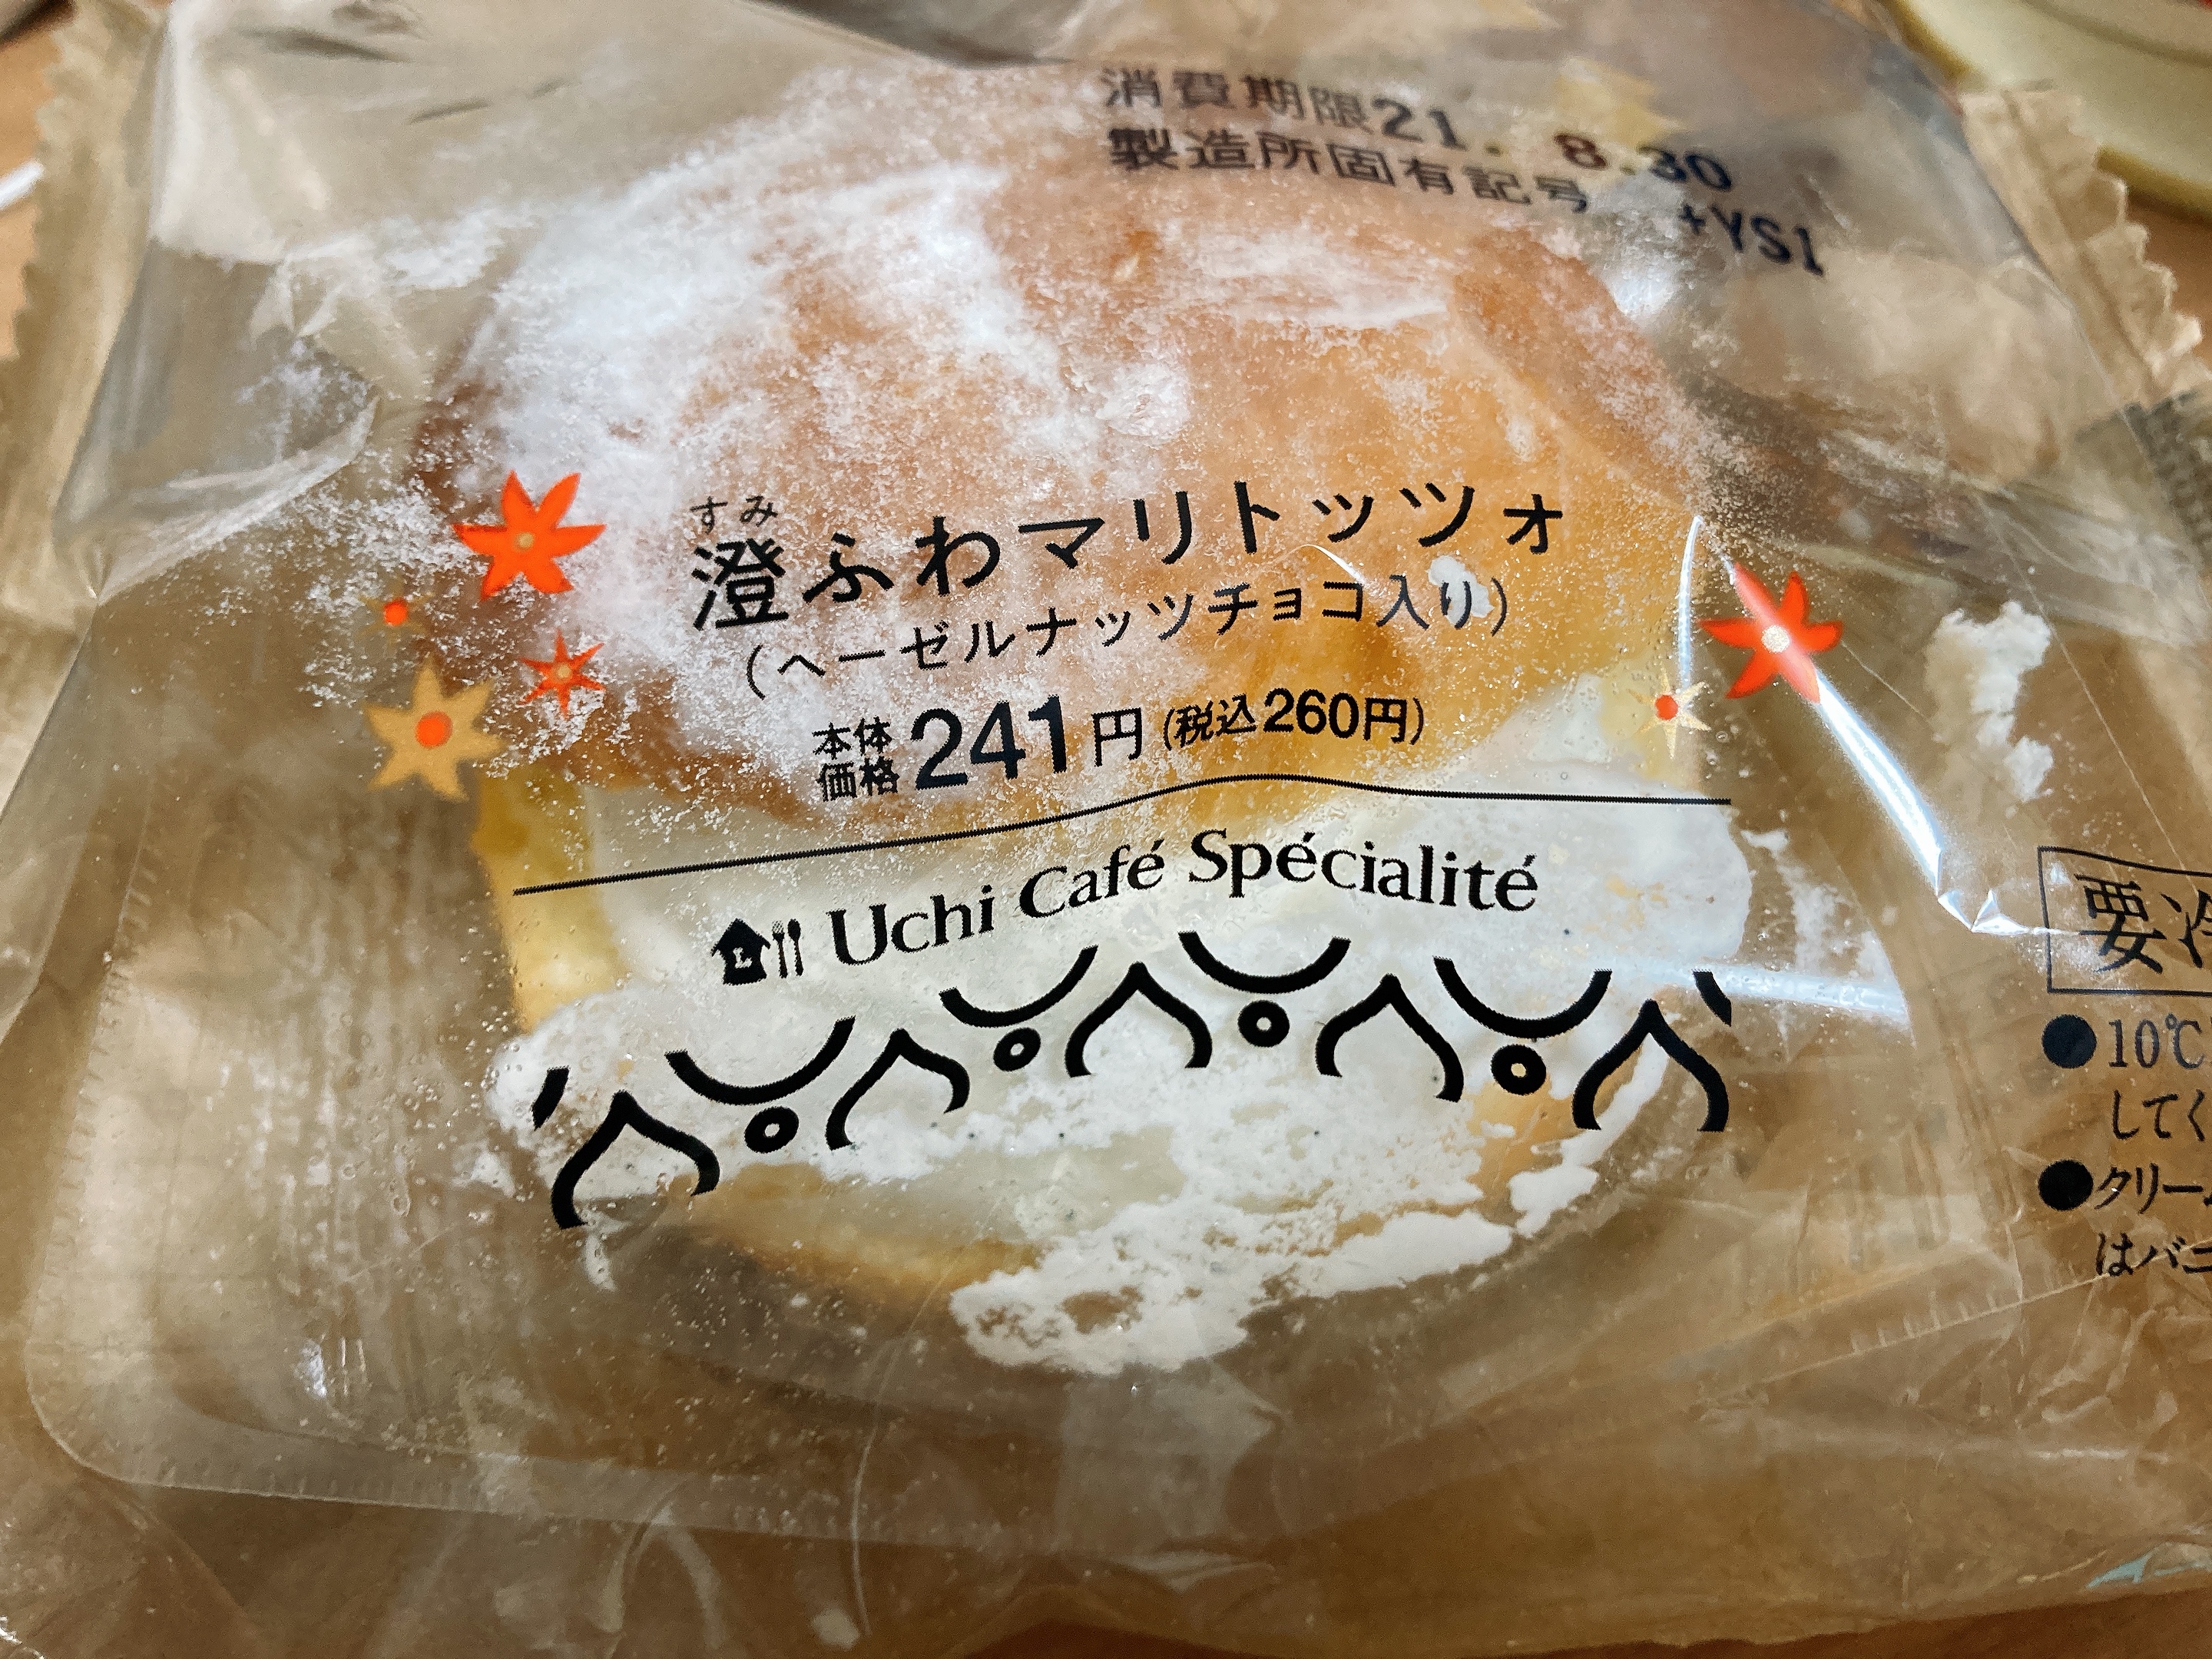 消費期限21. 8.30
製造所固有記号 +YS1
すみ
澄ふわマリトッツォ
(ヘーゼルナッツチョコ入り)
本体価格 241円 (税込260円)
Uchi Café Spécialité
要冷
●10℃
してく
●クリー
はバニ